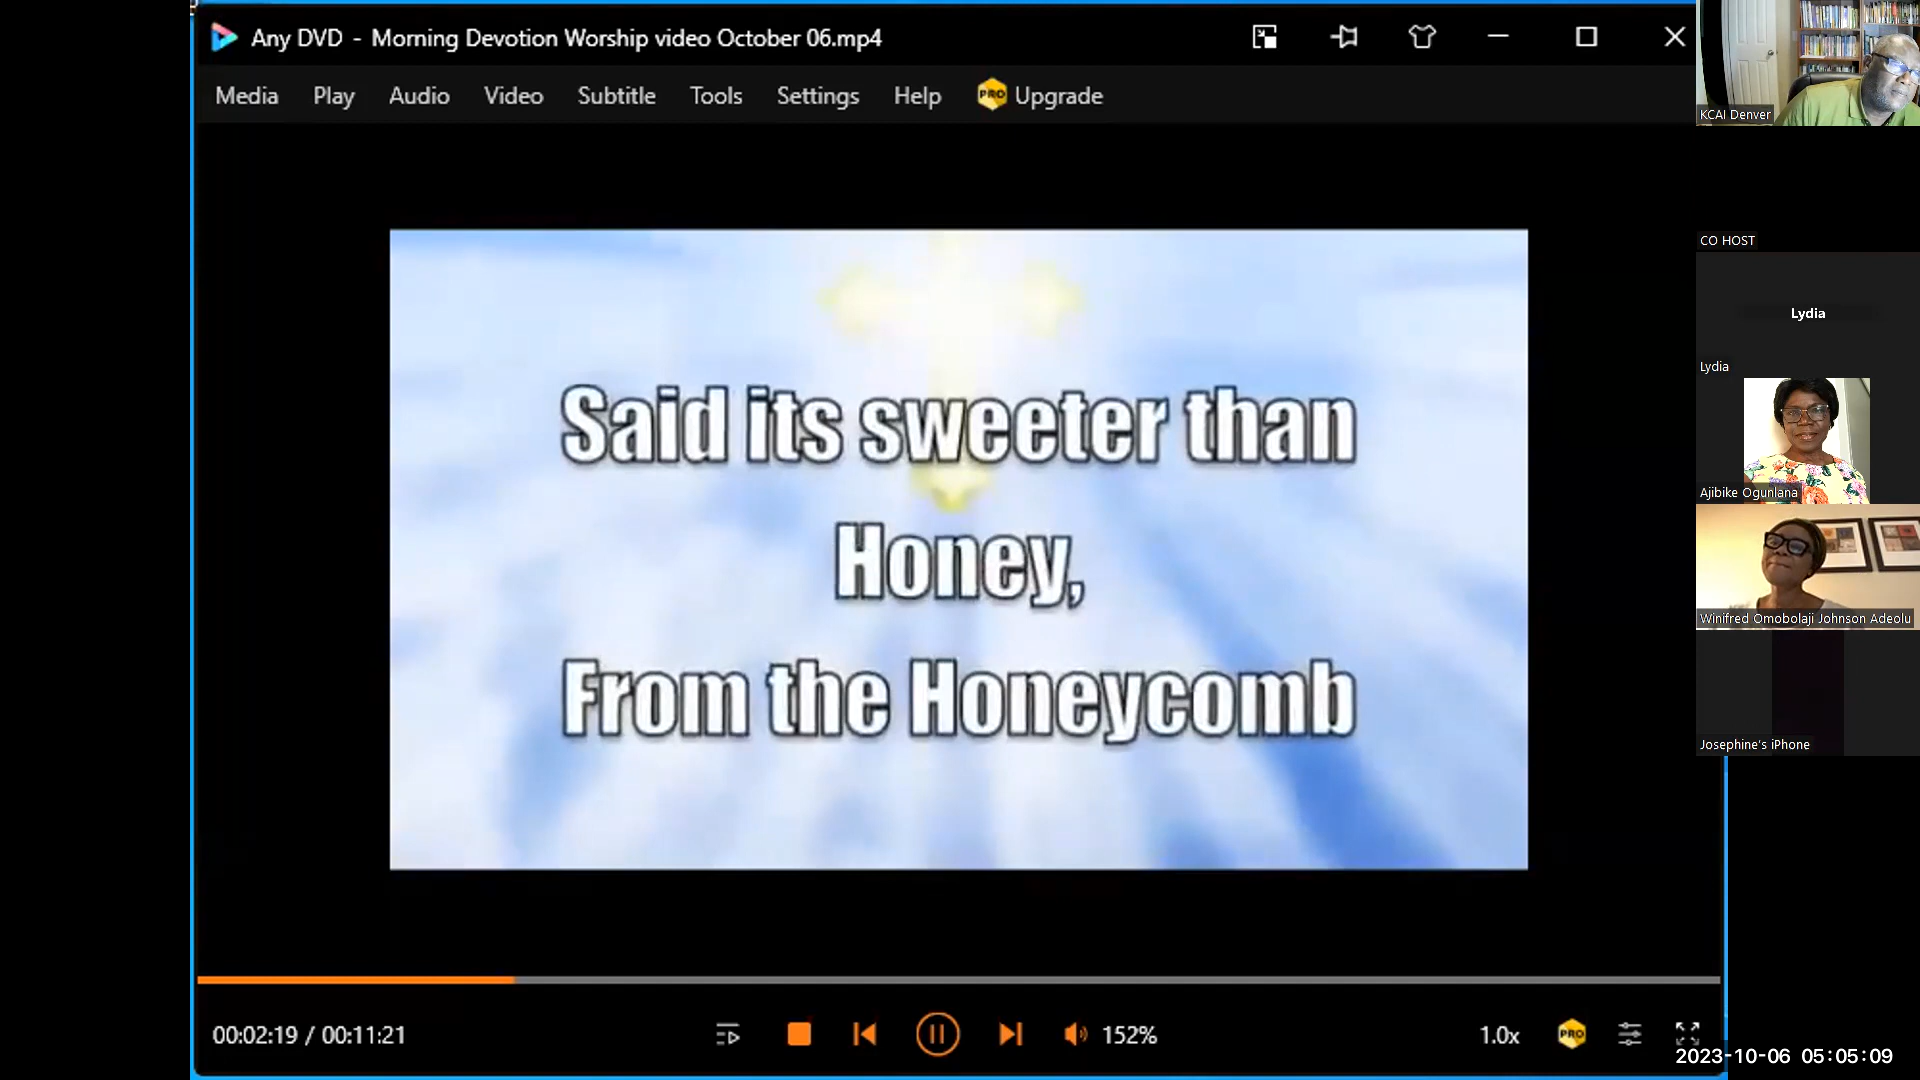 Any DVD - Morning Devotion Worship video October 06.mp4
Media Play Audio Video Subtitle Tools Settings Help PRO Upgrade
KCAI Denver
CO HOST
Lydia
Lydia
Ajibike Ogunlana
Winifred Omobolaji Johnson Adeolu
Josephine's iPhone
Said its sweeter than
Honey,
From the Honeycomb
00:02:19 / 00:11:21
152%
1.0x
PRO
2023-10-06 05:05:09